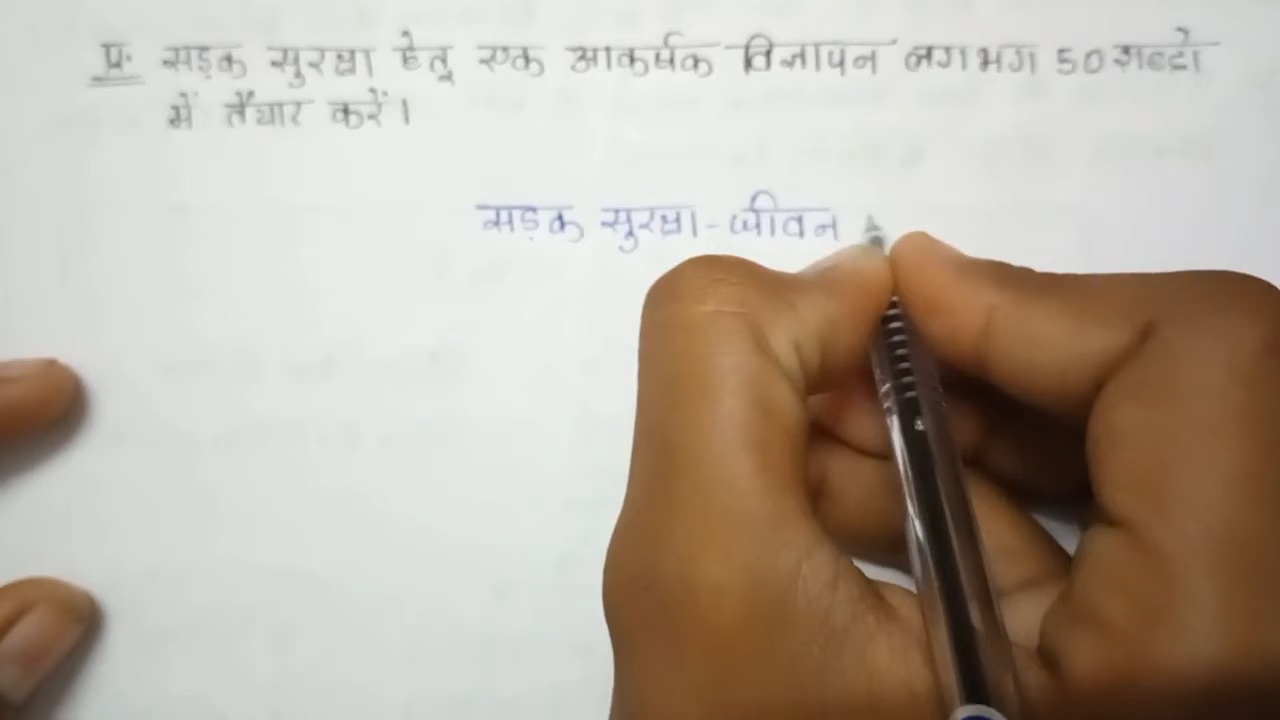 प्र. सड़क सुरक्षा हेतू एक आकर्षक विज्ञापन लगभग 50 शब्दो
में तैयार करें।
सड़क सुरक्षा-जीवन